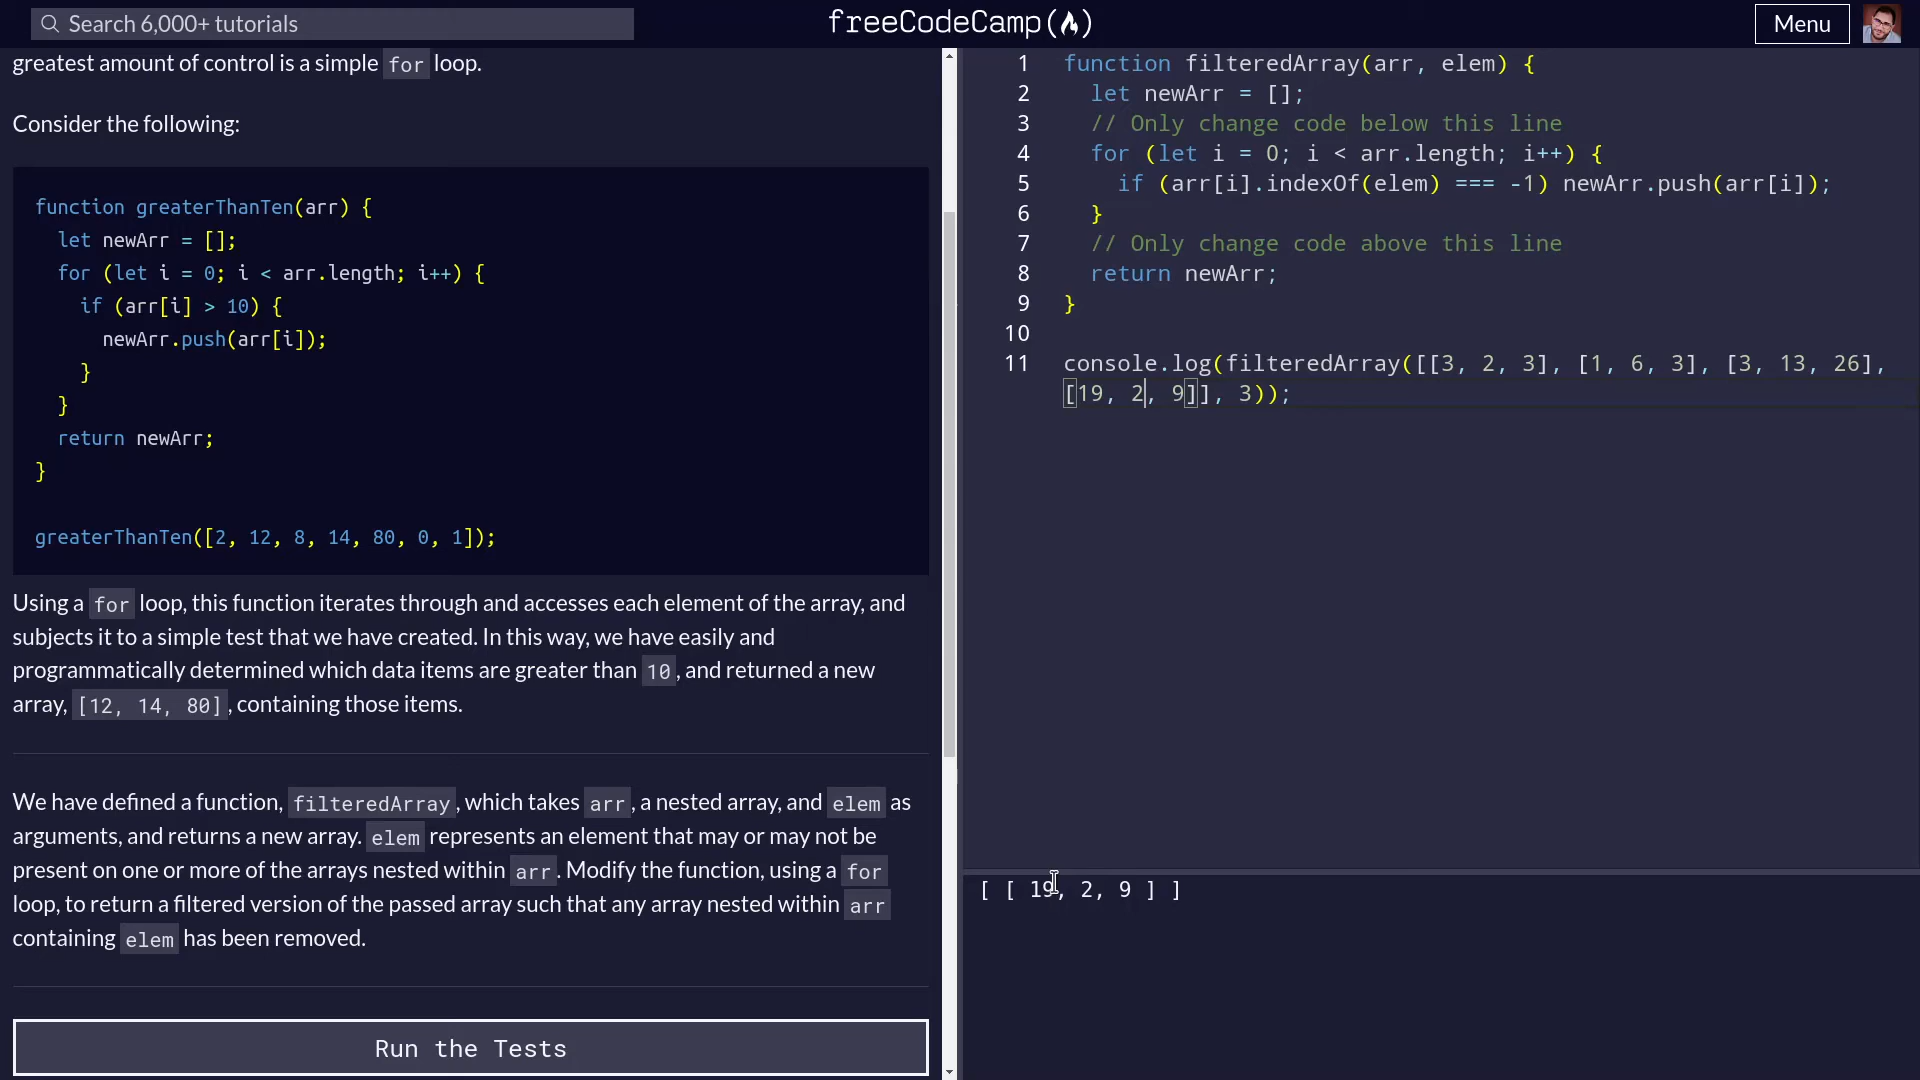 Search 6,000+ tutorials
freeCodeCamp
Menu
greatest amount of control is a simple for loop.
Consider the following:
function greaterThanTen(arr) {
  let newArr = [];
  for (let i = 0; i < arr.length; i++) {
    if (arr[i] > 10) {
      newArr.push(arr[i]);
    }
  }
  return newArr;
}
greaterThanTen([2, 12, 8, 14, 80, 0, 1]);
Using a for loop, this function iterates through and accesses each element of the array, and
subjects it to a simple test that we have created. In this way, we have easily and
programmatically determined which data items are greater than 10, and returned a new
array, [12, 14, 80], containing those items.
We have defined a function, filteredArray, which takes arr, a nested array, and elem as
arguments, and returns a new array. elem represents an element that may or may not be
present on one or more of the arrays nested within arr. Modify the function, using a for
loop, to return a filtered version of the passed array such that any array nested within arr
containing elem has been removed.
Run the Tests
1 function filteredArray(arr, elem) {
2   let newArr = [];
3   // Only change code below this line
4   for (let i = 0; i < arr.length; i++) {
5     if (arr[i].indexOf(elem) === -1) newArr.push(arr[i]);
6   }
7   // Only change code above this line
8   return newArr;
9 }
10
11 console.log(filteredArray([[3, 2, 3], [1, 6, 3], [3, 13, 26],
[19, 2, 9]], 3));
[ [ 19, 2, 9 ] ]